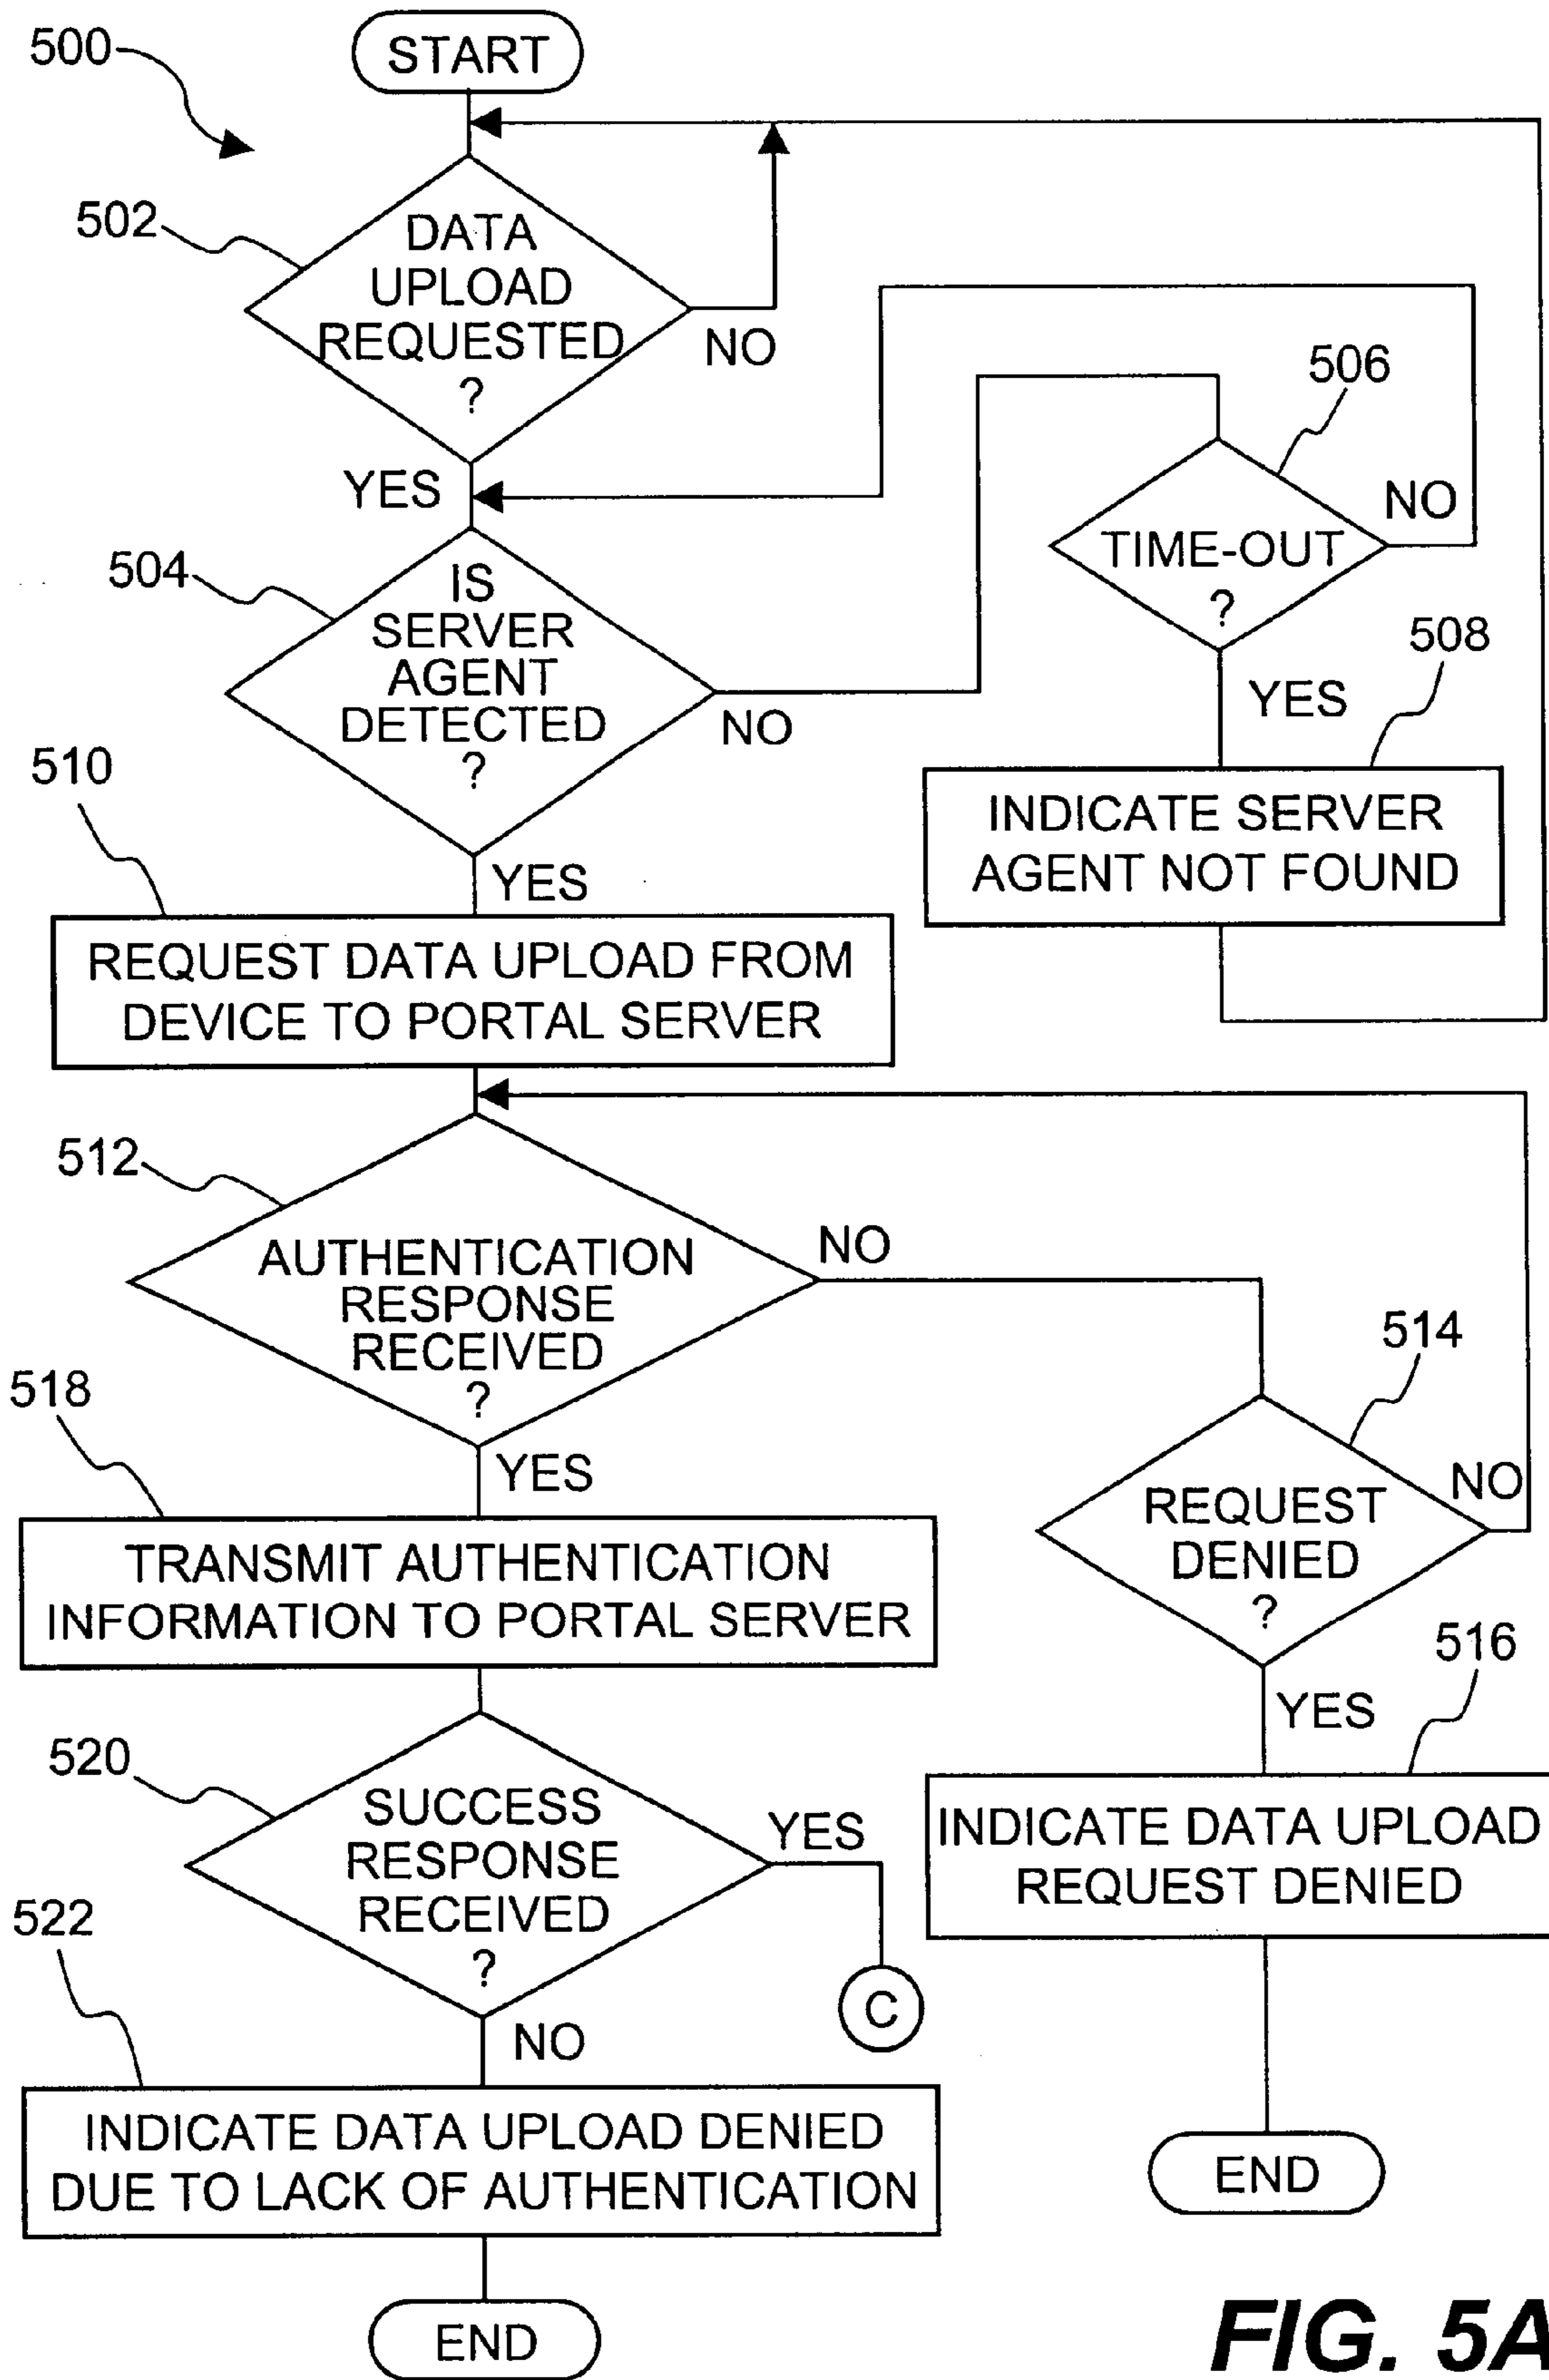 500
START
502
DATA
UPLOAD
REQUESTED
?
NO
YES
506
TIME-OUT
?
NO
YES
504
IS
SERVER
AGENT
DETECTED
?
NO
YES
508
INDICATE SERVER
AGENT NOT FOUND
510
REQUEST DATA UPLOAD FROM
DEVICE TO PORTAL SERVER
512
AUTHENTICATION
RESPONSE
RECEIVED
?
NO
YES
514
REQUEST
DENIED
?
NO
YES
516
INDICATE DATA UPLOAD
REQUEST DENIED
END
518
TRANSMIT AUTHENTICATION
INFORMATION TO PORTAL SERVER
520
SUCCESS
RESPONSE
RECEIVED
?
YES
C
NO
522
INDICATE DATA UPLOAD DENIED
DUE TO LACK OF AUTHENTICATION
END
FIG. 5A